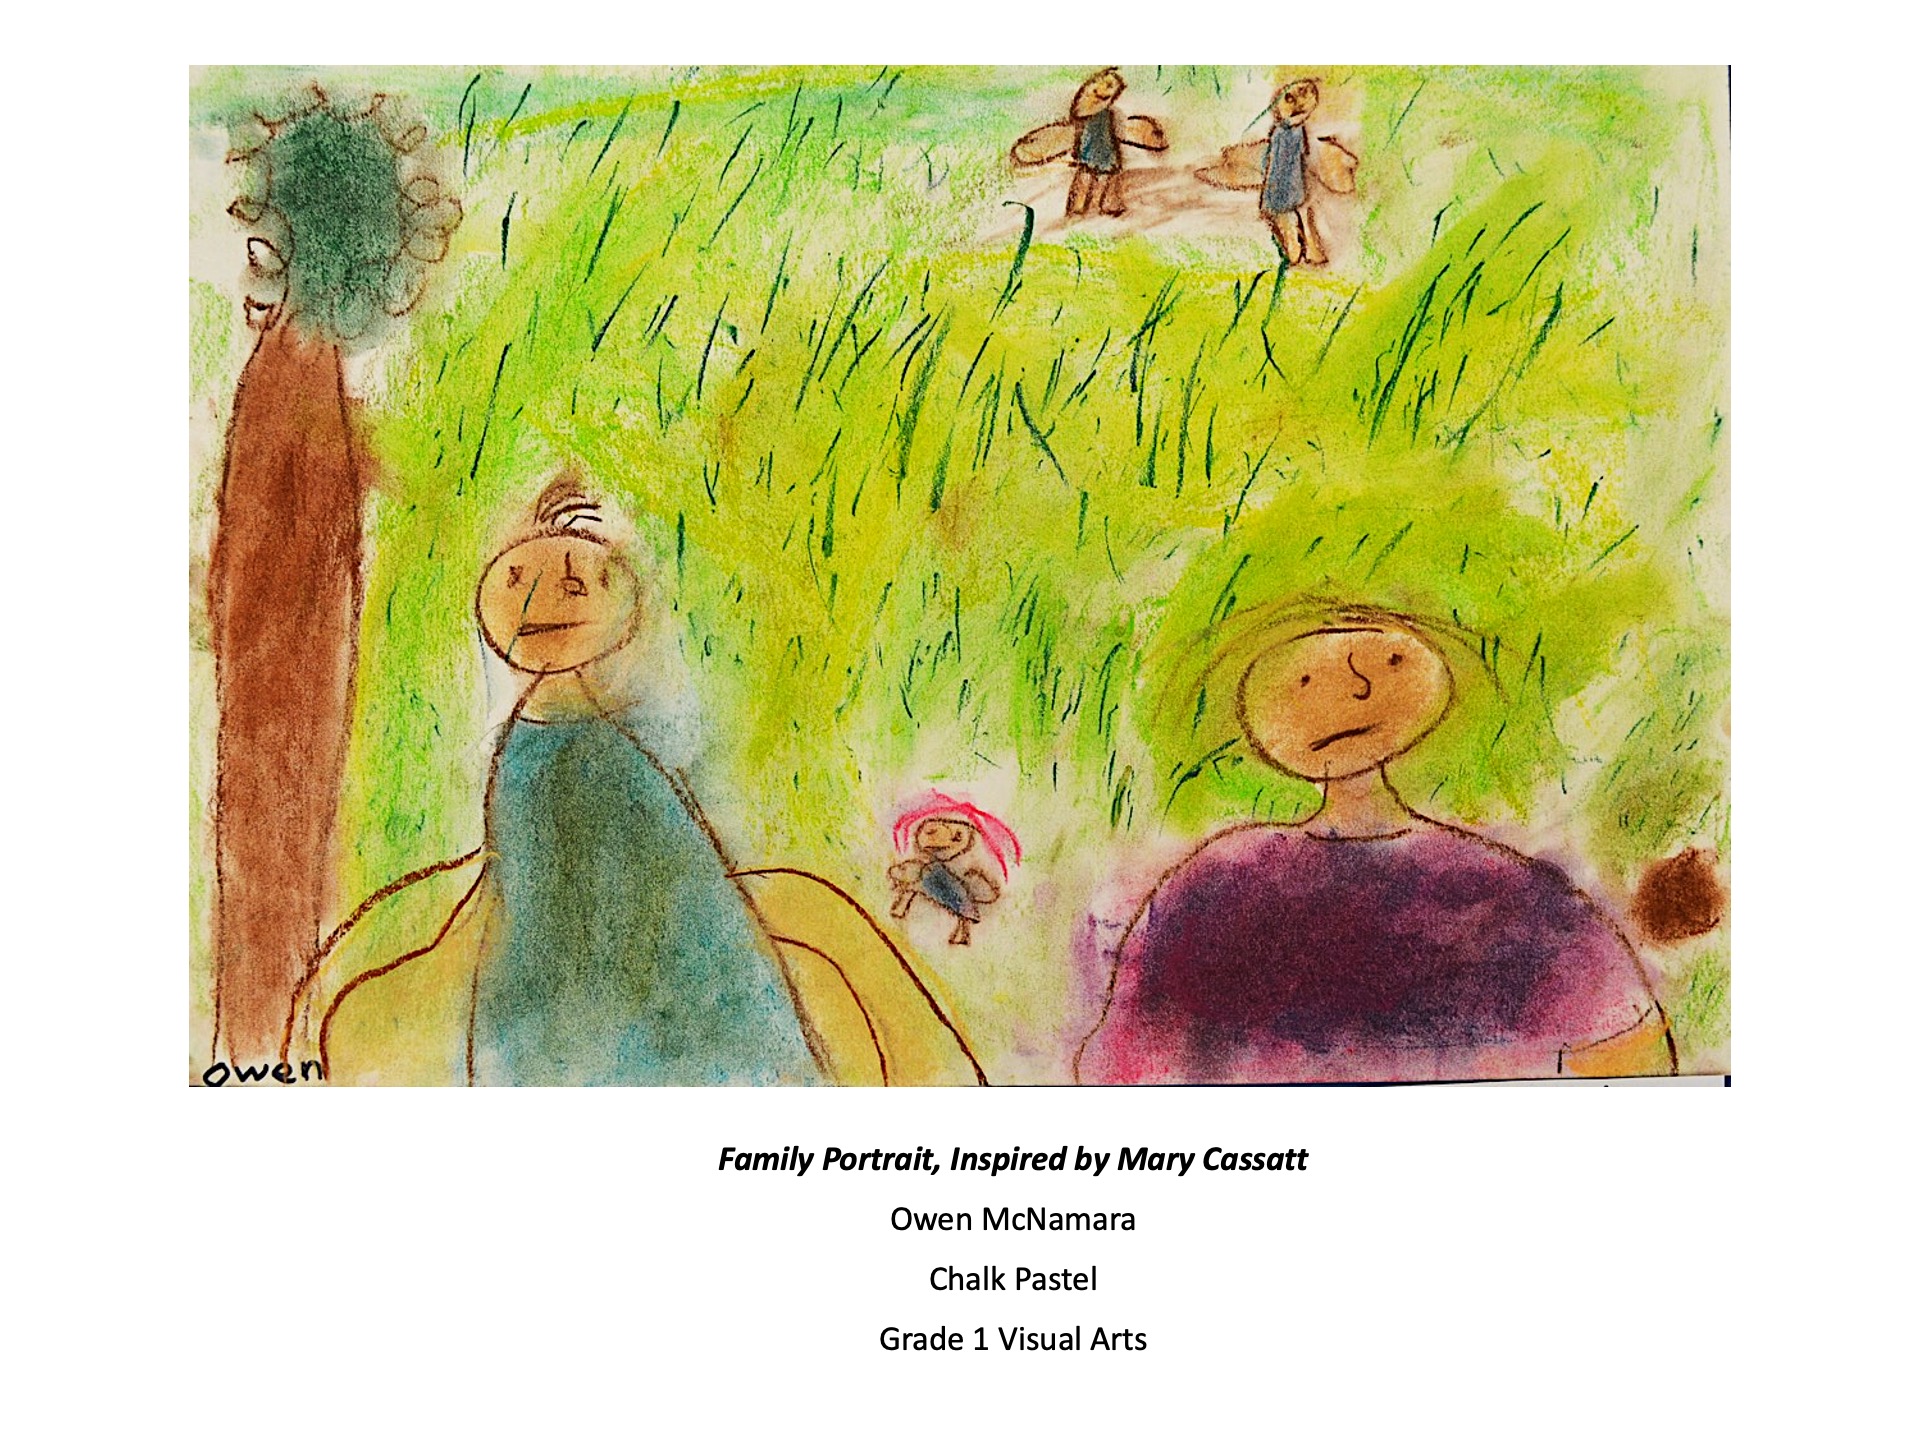 owen
Family Portrait, Inspired by Mary Cassatt
Owen McNamara
Chalk Pastel
Grade 1 Visual Arts